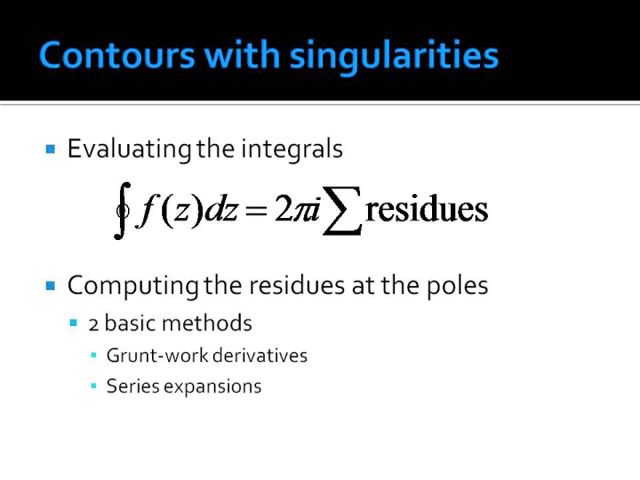 Contours with singularities
Evaluating the integrals
∮ f(z)dz = 2πi∑residues
Computing the residues at the poles
2 basic methods
Grunt-work derivatives
Series expansions